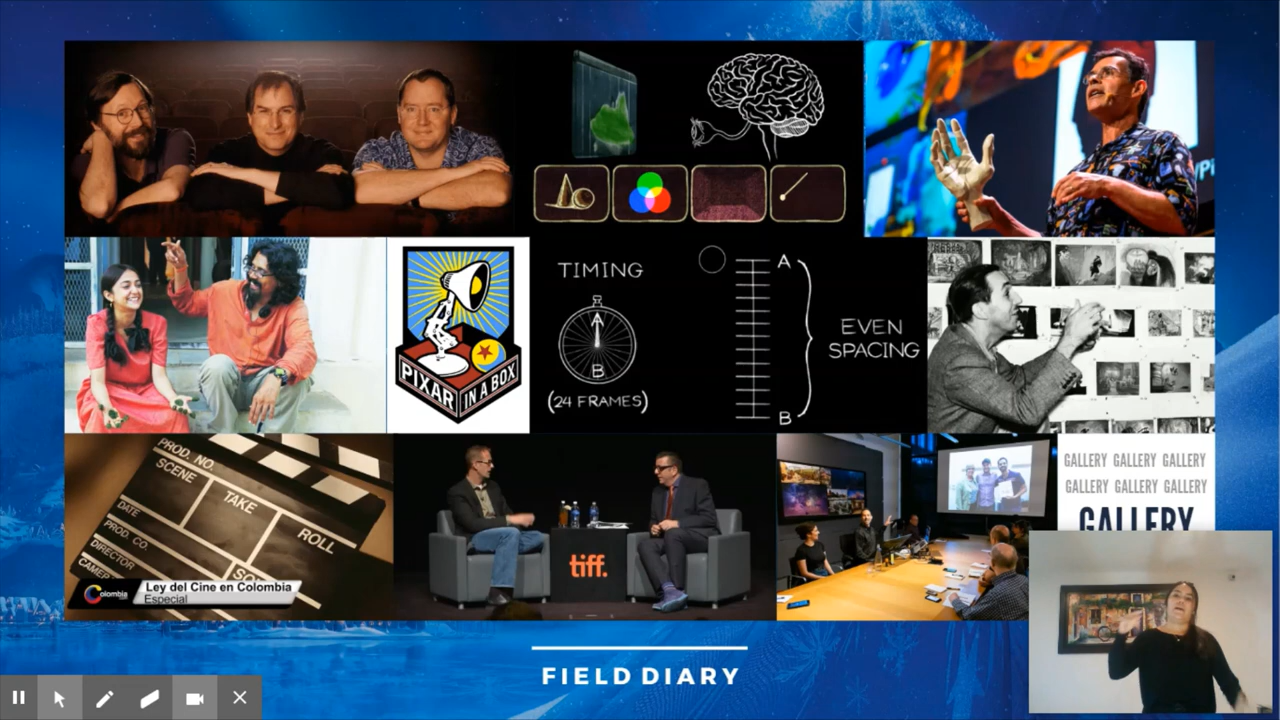 TIMING
A
B
(24 FRAMES)
A
EVEN
SPACING
B
PIXAR
IN A BOX
PROD. NO.
SCENE
TAKE
ROLL
DATE
PROD. CO.
DIRECTOR
Colombia
Ley del Cine en Colombia
Especial
tiff.
GALLERY GALLERY GALLERY
GALLERY GALLERY GALLERY
GALLERY
FIELD DIARY